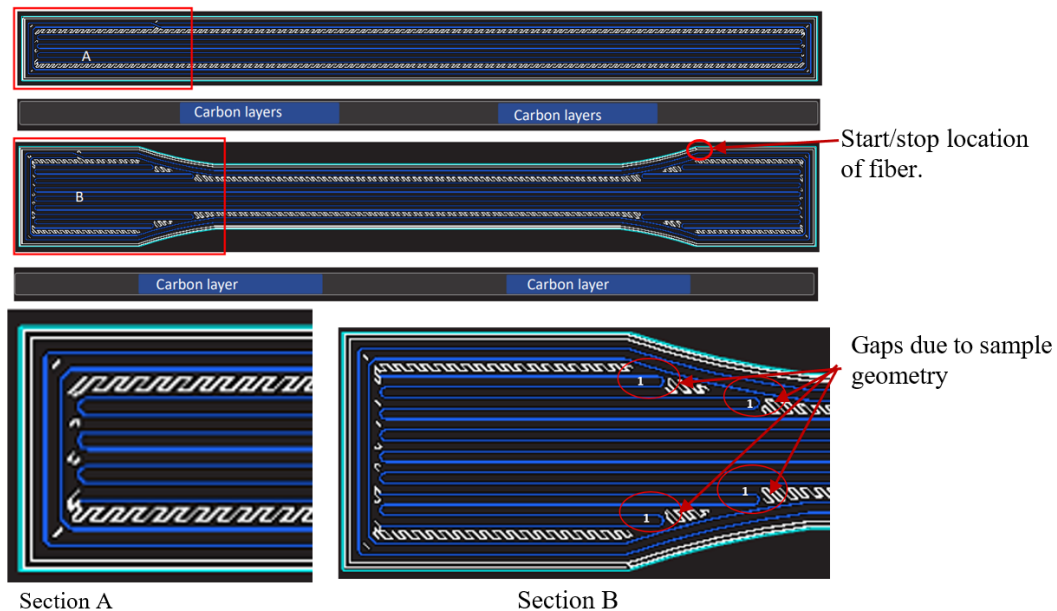 A
Carbon layers
Carbon layers
Start/stop location
of fiber.
B
Carbon layer
Carbon layer
Gaps due to sample
geometry
1
1
1
1
Section A
Section B